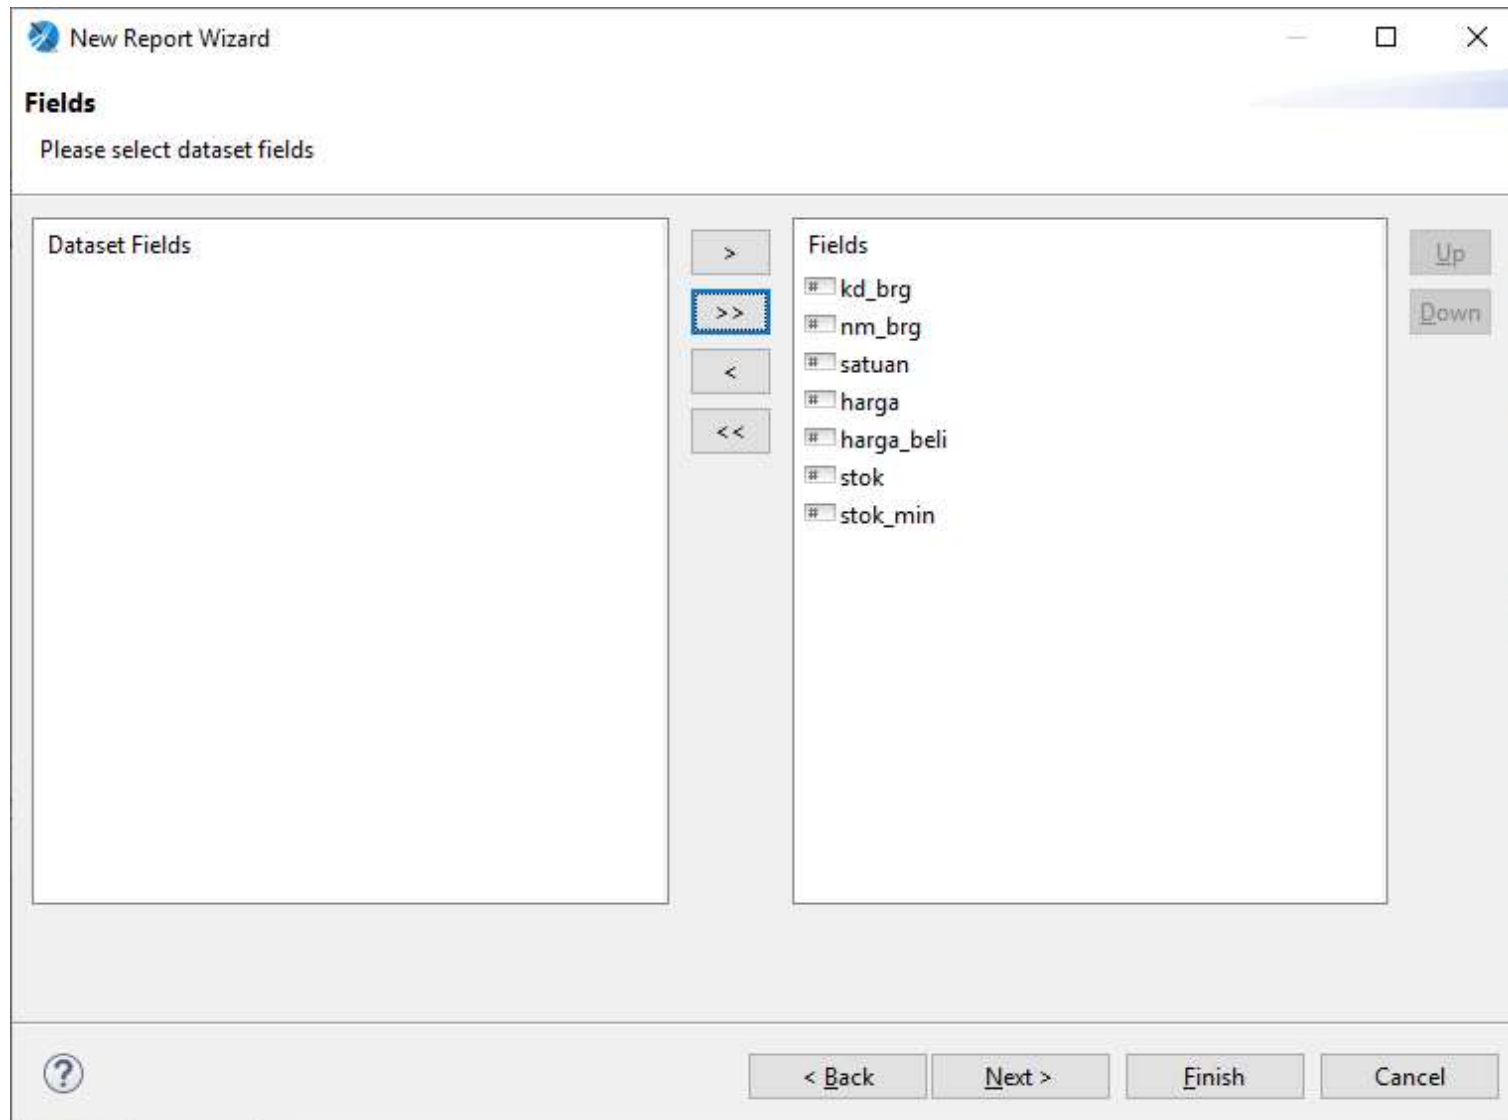 New Report Wizard
Fields
Please select dataset fields
Dataset Fields
>
>>
<
<<
Fields
kd_brg
nm_brg
satuan
harga
harga_beli
stok
stok_min
Up
Down
?
< Back
Next >
Finish
Cancel